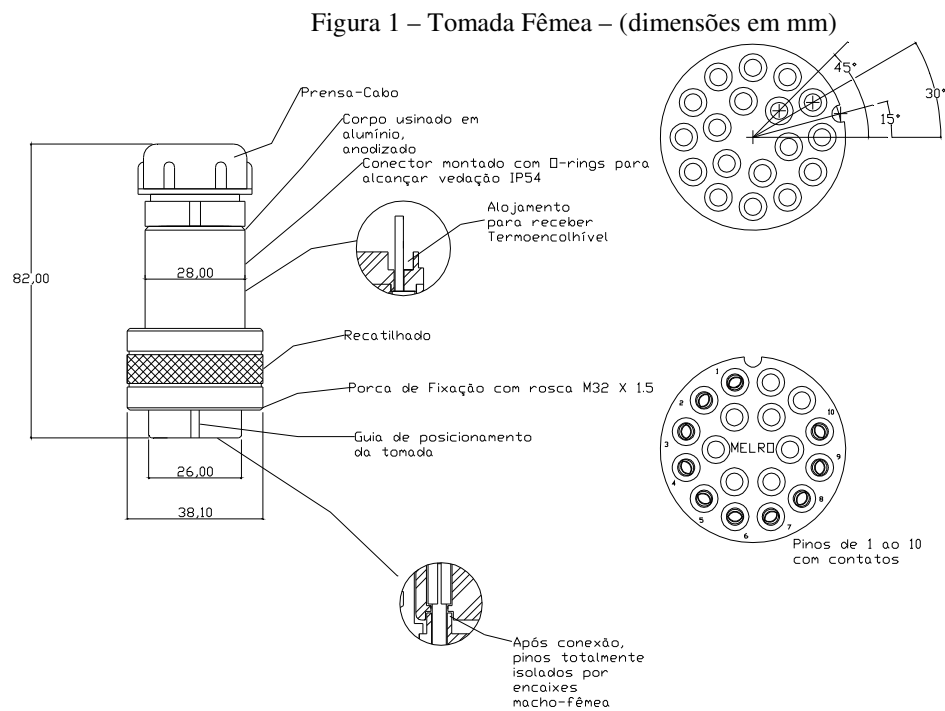 Figura 1 – Tomada Fêmea – (dimensões em mm)
45°
30°
15°
Prensa-Cabo
Corpo usinado em
alumínio,
anodizado
Conector montado com O-rings para
alcançar vedação IP54
Alojamento
para receber
Termoencolhível
82,00
28,00
Recatilhado
Porca de Fixação com rosca M32 X 1.5
Guia de posicionamento
da tomada
26,00
38,10
1
2
10
3
MELRO
9
4
8
5
7
6
Pinos de 1 ao 10
com contatos
Após conexão,
pinos totalmente
isolados por
encaixes
macho-fêmea